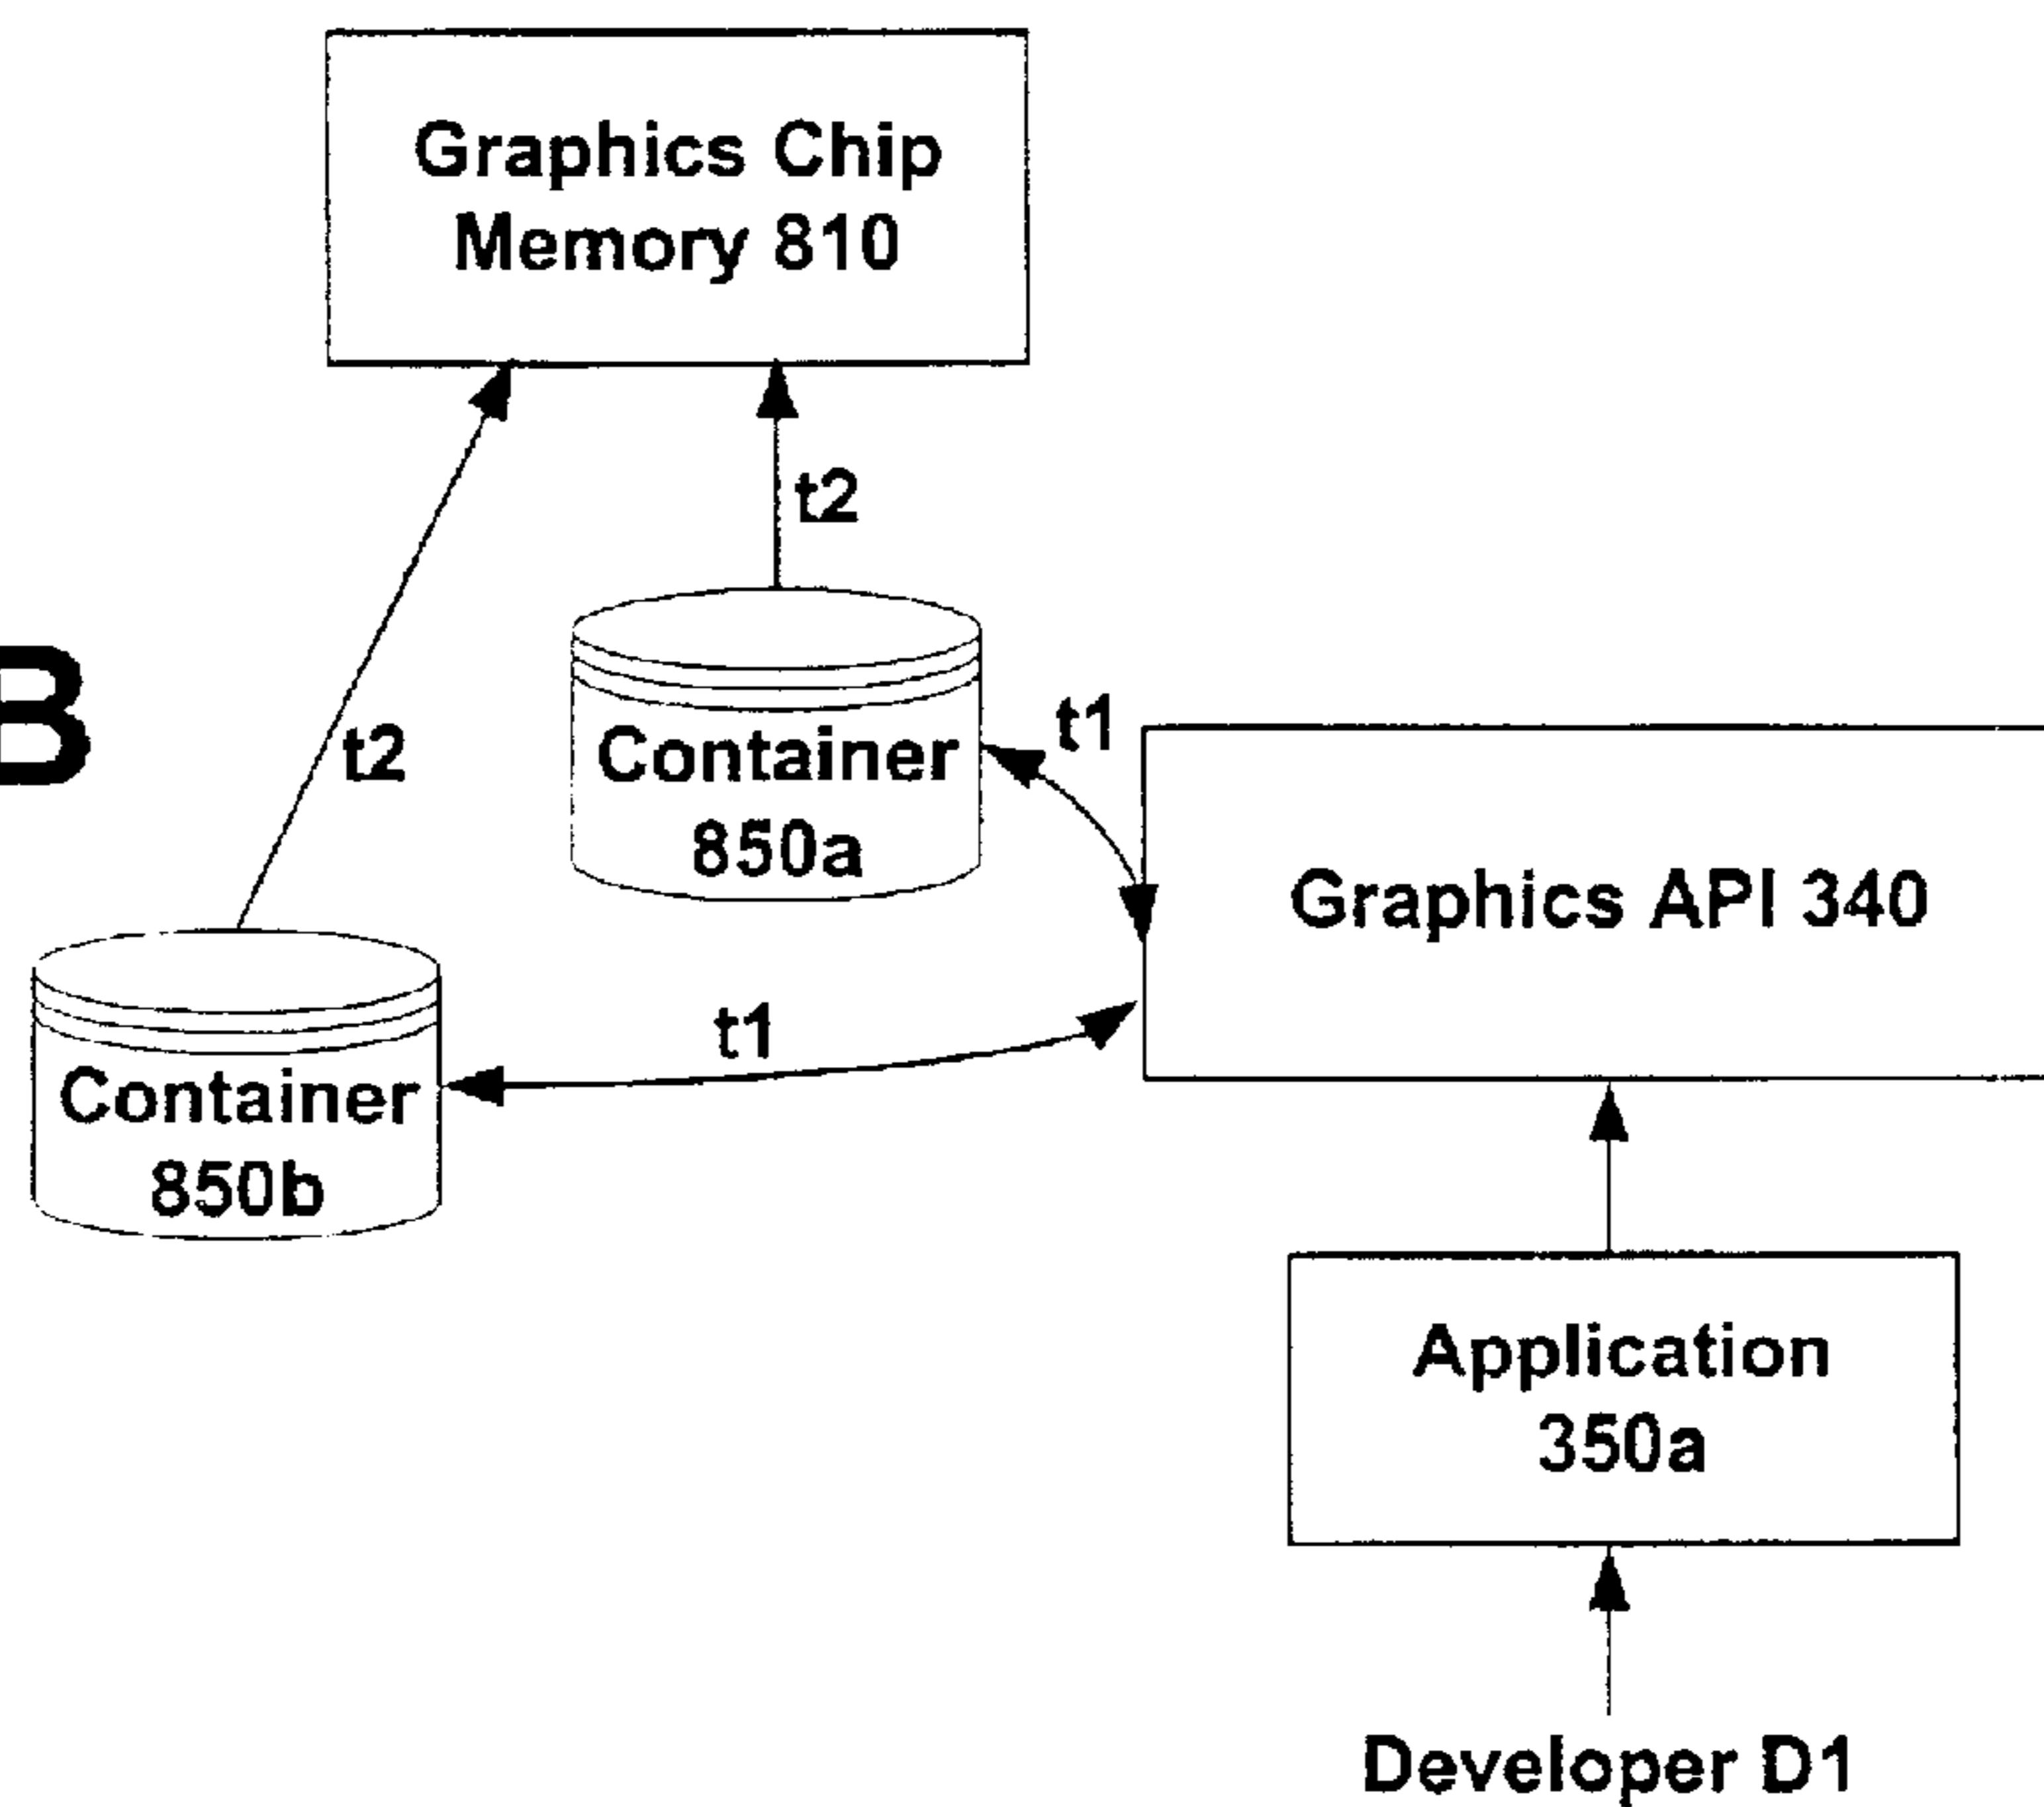 Graphics Chip
Memory 810
t2
B
t2
Container
850a
t1
Graphics API 340
t1
Container
850b
Application
350a
Developer D1